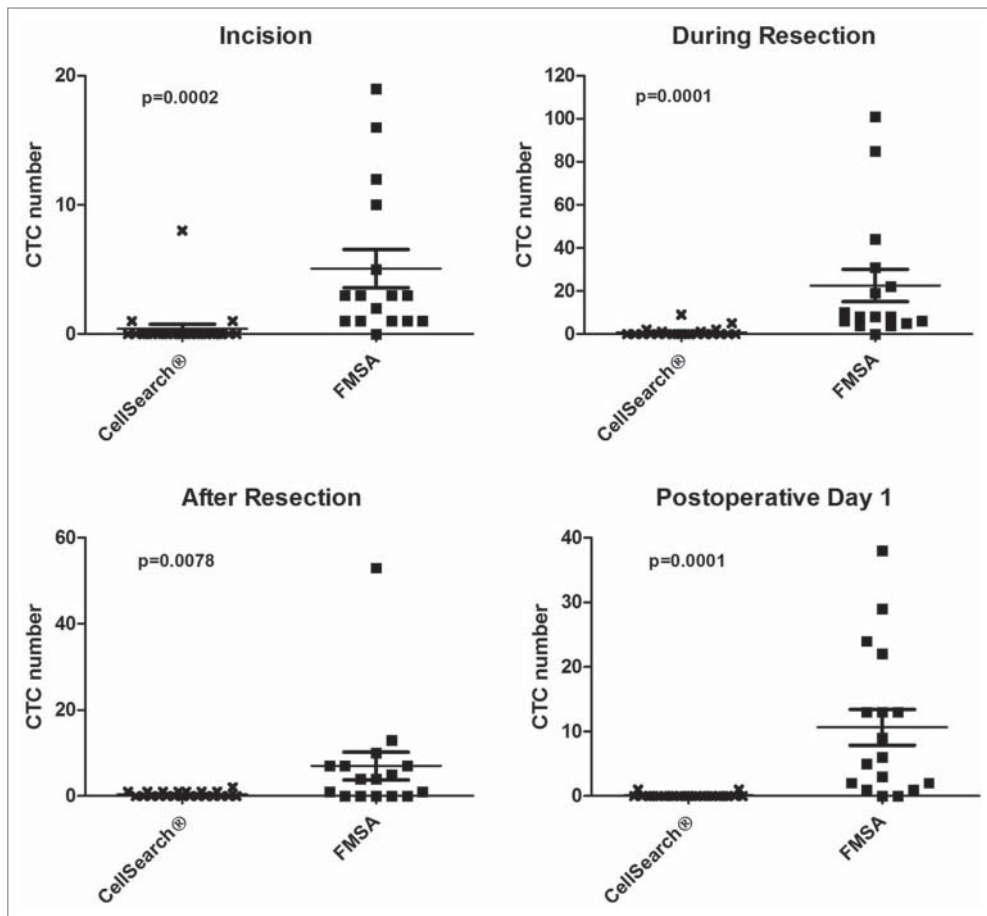 Incision
CTC number
20
10
0
p=0.0002
CellSearch®
FMSA
During Resection
CTC number
120
100
80
60
40
20
0
p=0.0001
CellSearch®
FMSA
After Resection
CTC number
60
40
20
0
p=0.0078
CellSearch®
FMSA
Postoperative Day 1
CTC number
40
30
20
10
0
p=0.0001
CellSearch®
FMSA